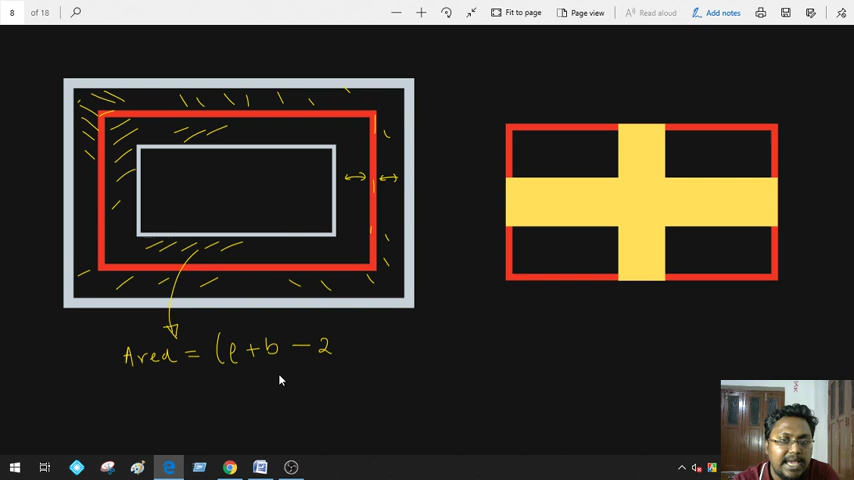 8 of 18
Fit to page
Page view
Read aloud
Add notes
Area = (l + b - 2